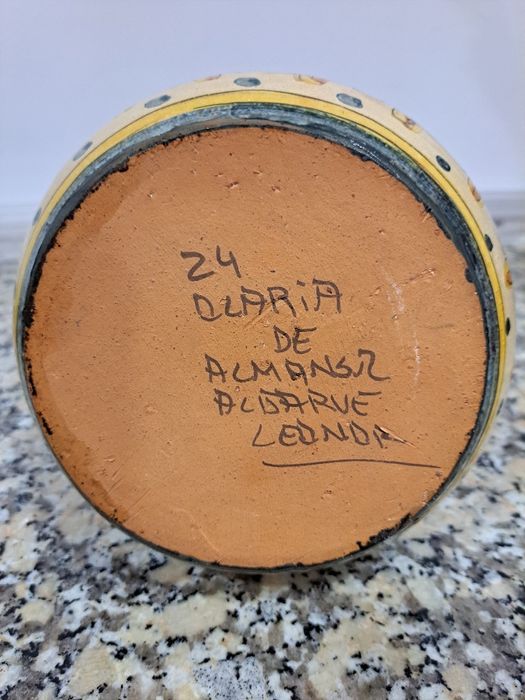 24
OLARIA
DE
ALMANSIL
ALGARVE
LEONOR